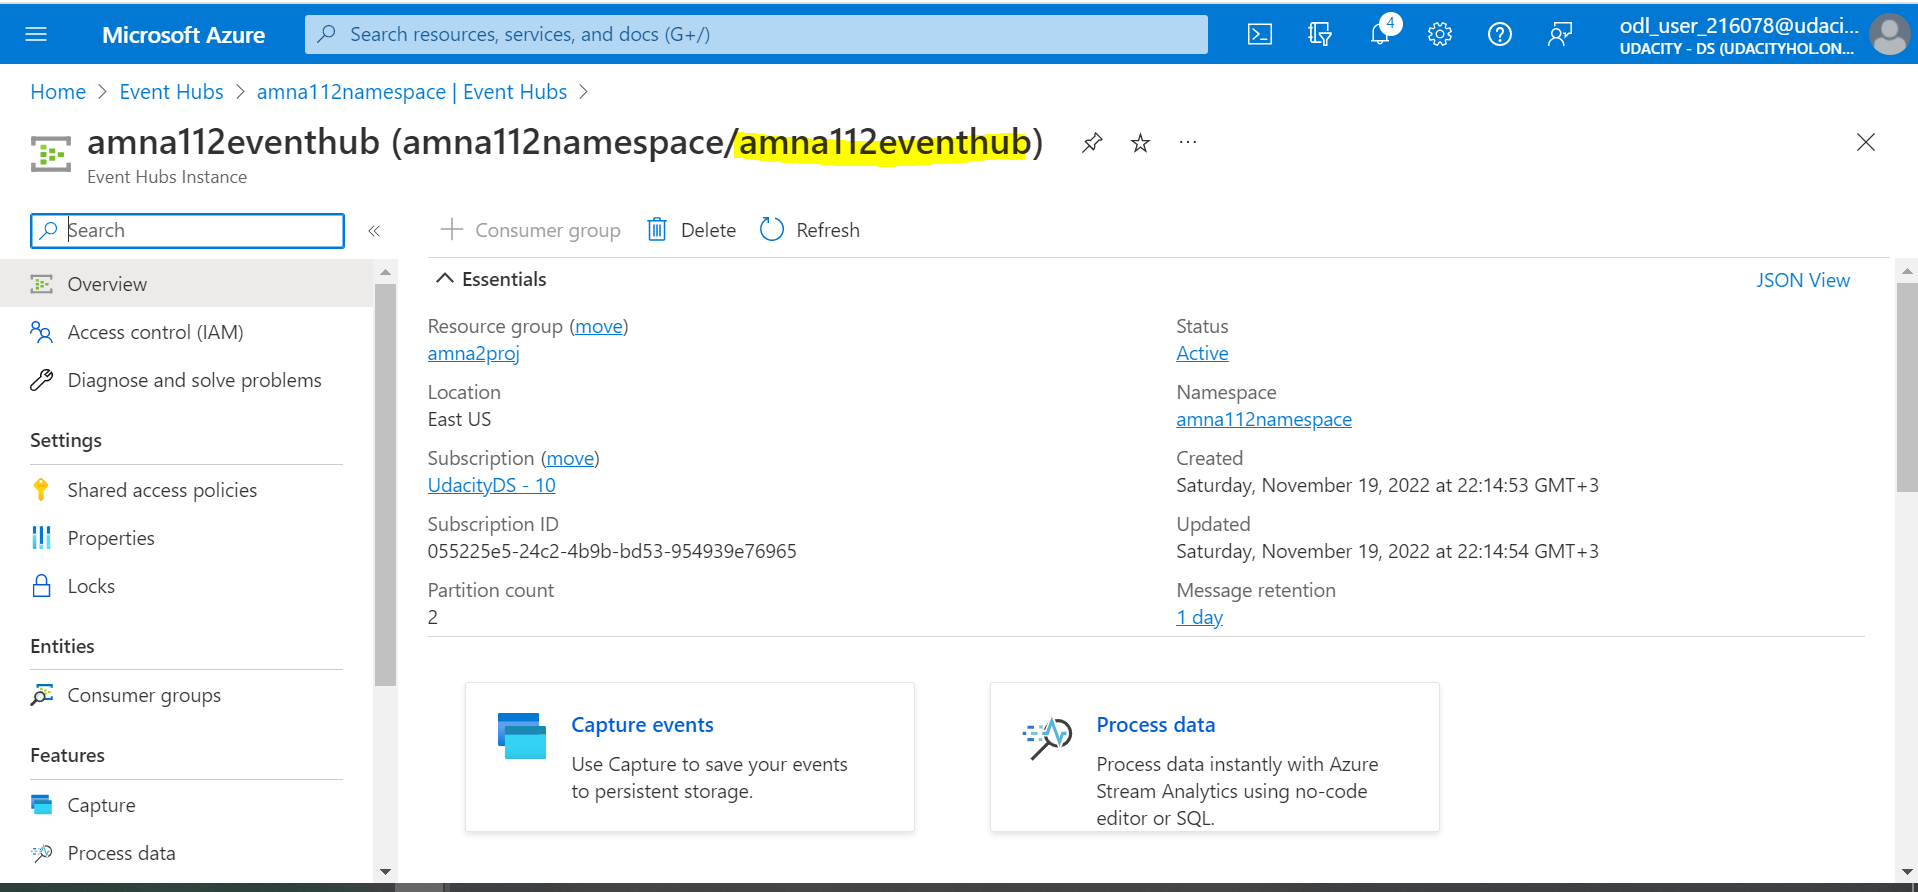 Microsoft Azure
Search resources, services, and docs (G+/)
4
odl_user_216078@udaci...
UDACITY - DS (UDACITYHOL.ON...
Home > Event Hubs > amna112namespace | Event Hubs >
amna112eventhub (amna112namespace/amna112eventhub)
Event Hubs Instance
Search
Consumer group
Delete
Refresh
Overview
Access control (IAM)
Diagnose and solve problems
Settings
Shared access policies
Properties
Locks
Entities
Consumer groups
Features
Capture
Process data
Essentials
JSON View
Resource group (move)
amna2proj
Location
East US
Subscription (move)
UdacityDS - 10
Subscription ID
055225e5-24c2-4b9b-bd53-954939e76965
Partition count
2
Status
Active
Namespace
amna112namespace
Created
Saturday, November 19, 2022 at 22:14:53 GMT+3
Updated
Saturday, November 19, 2022 at 22:14:54 GMT+3
Message retention
1 day
Capture events
Use Capture to save your events
to persistent storage.
Process data
Process data instantly with Azure
Stream Analytics using no-code
editor or SQL.